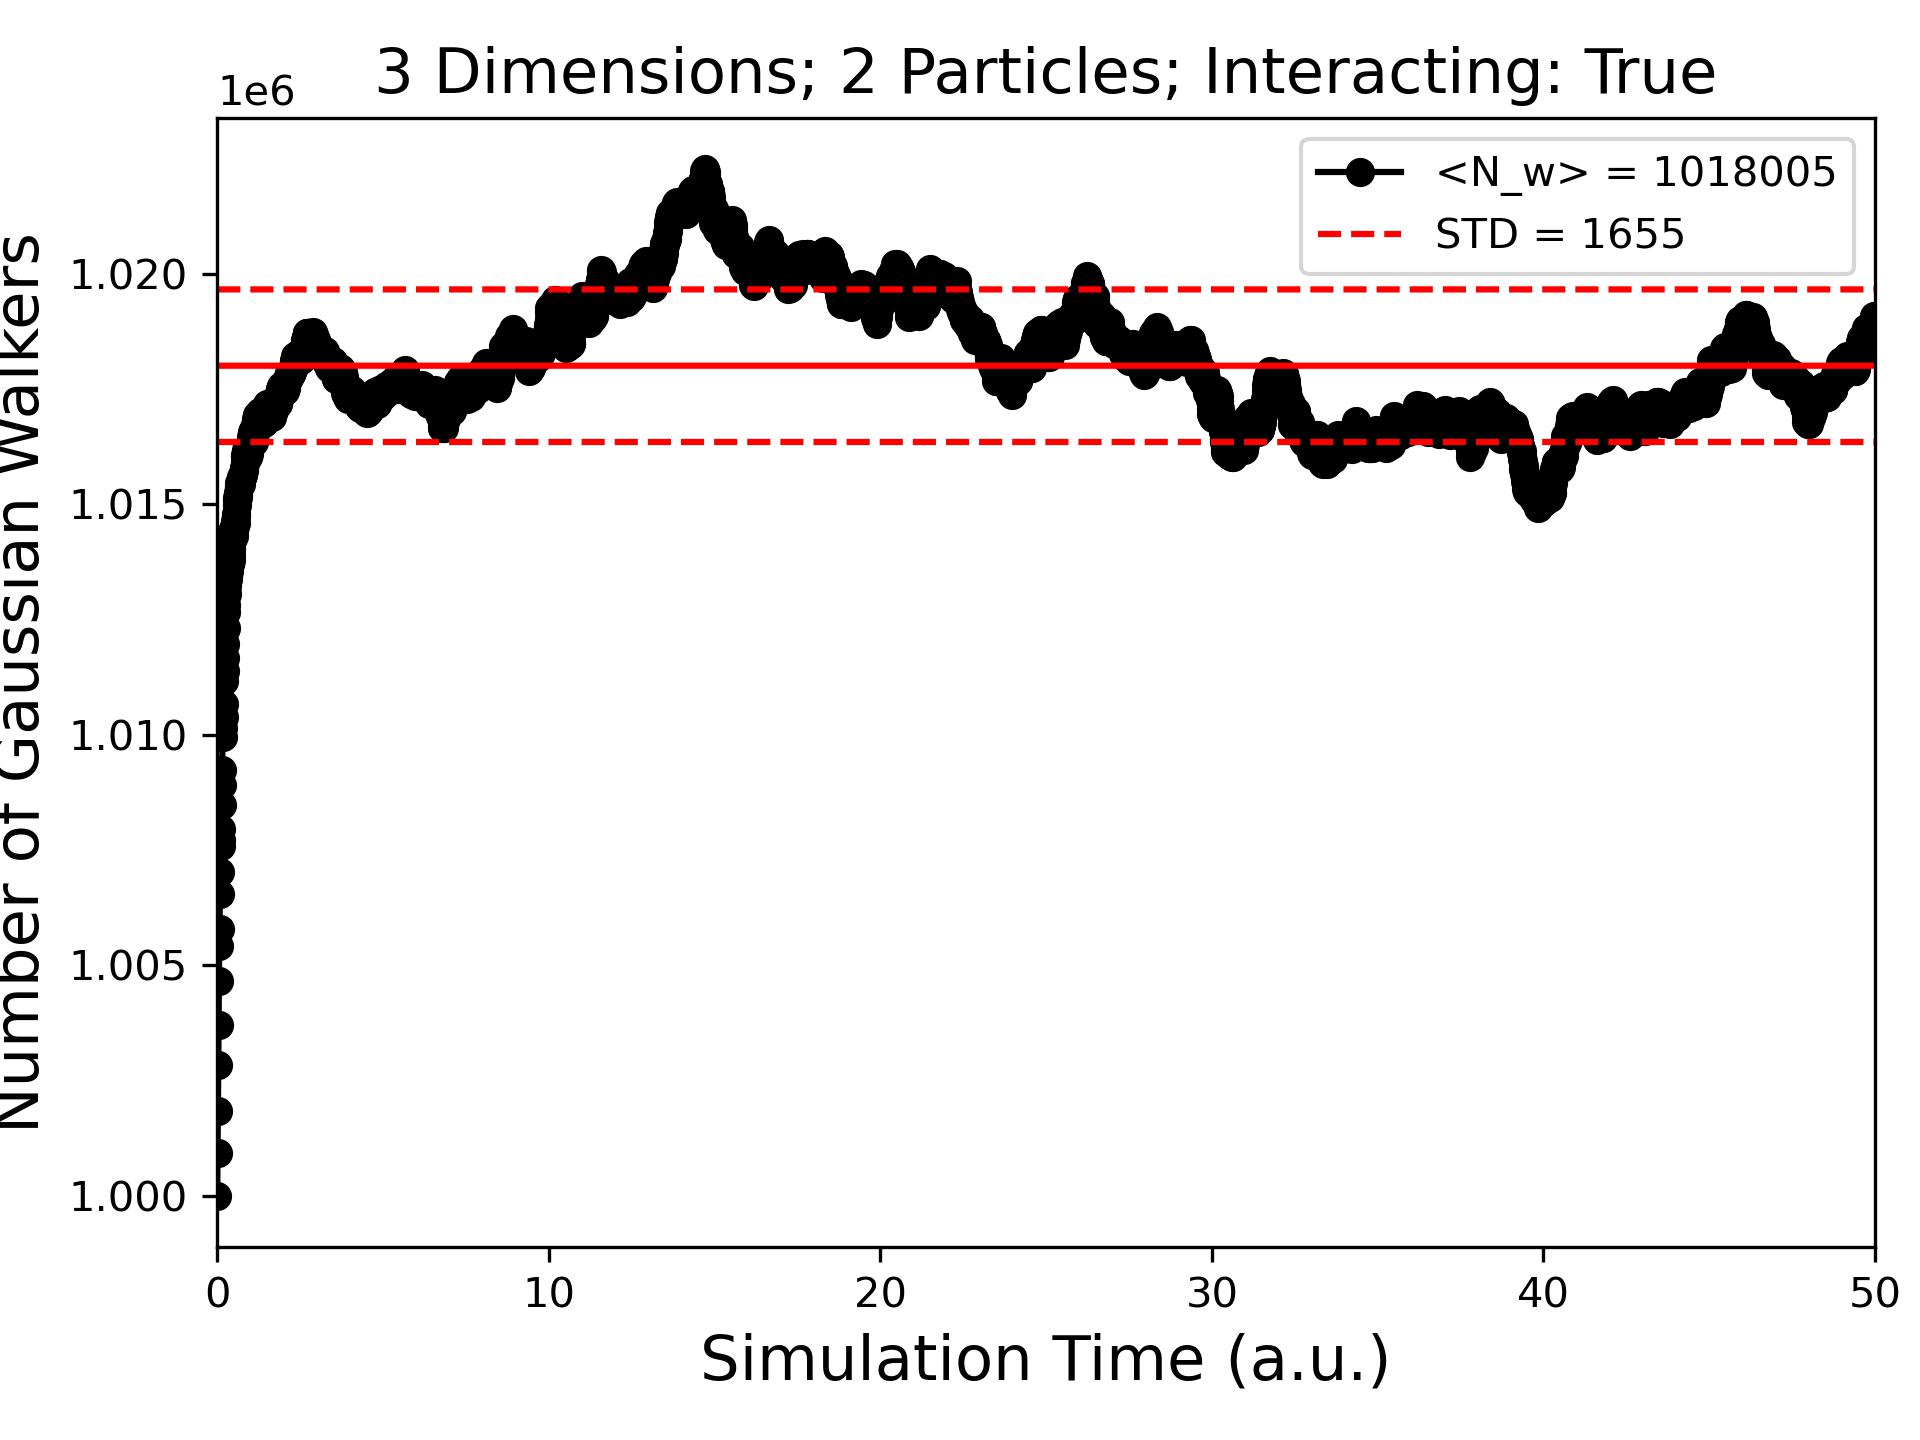 3 Dimensions; 2 Particles; Interacting: True
1e6
<N_w> = 1018005
STD = 1655
Number of Gaussian Walkers
1.020
1.015
1.010
1.005
1.000
0 10 20 30 40 50
Simulation Time (a.u.)